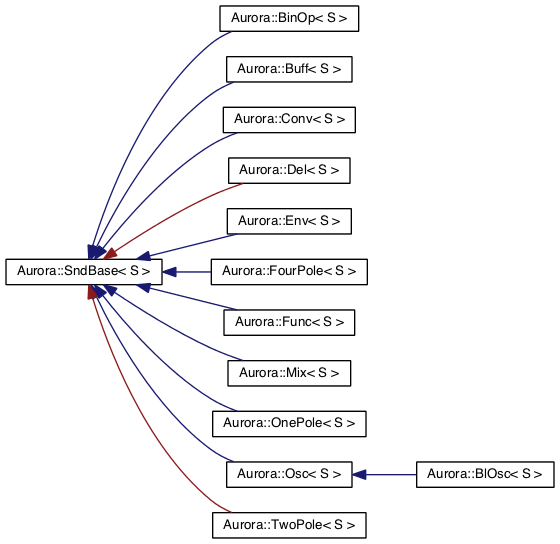 Aurora::BinOp< S >
Aurora::Buff< S >
Aurora::Conv< S >
Aurora::Del< S >
Aurora::Env< S >
Aurora::SndBase< S >
Aurora::FourPole< S >
Aurora::Func< S >
Aurora::Mix< S >
Aurora::OnePole< S >
Aurora::Osc< S >
Aurora::BlOsc< S >
Aurora::TwoPole< S >